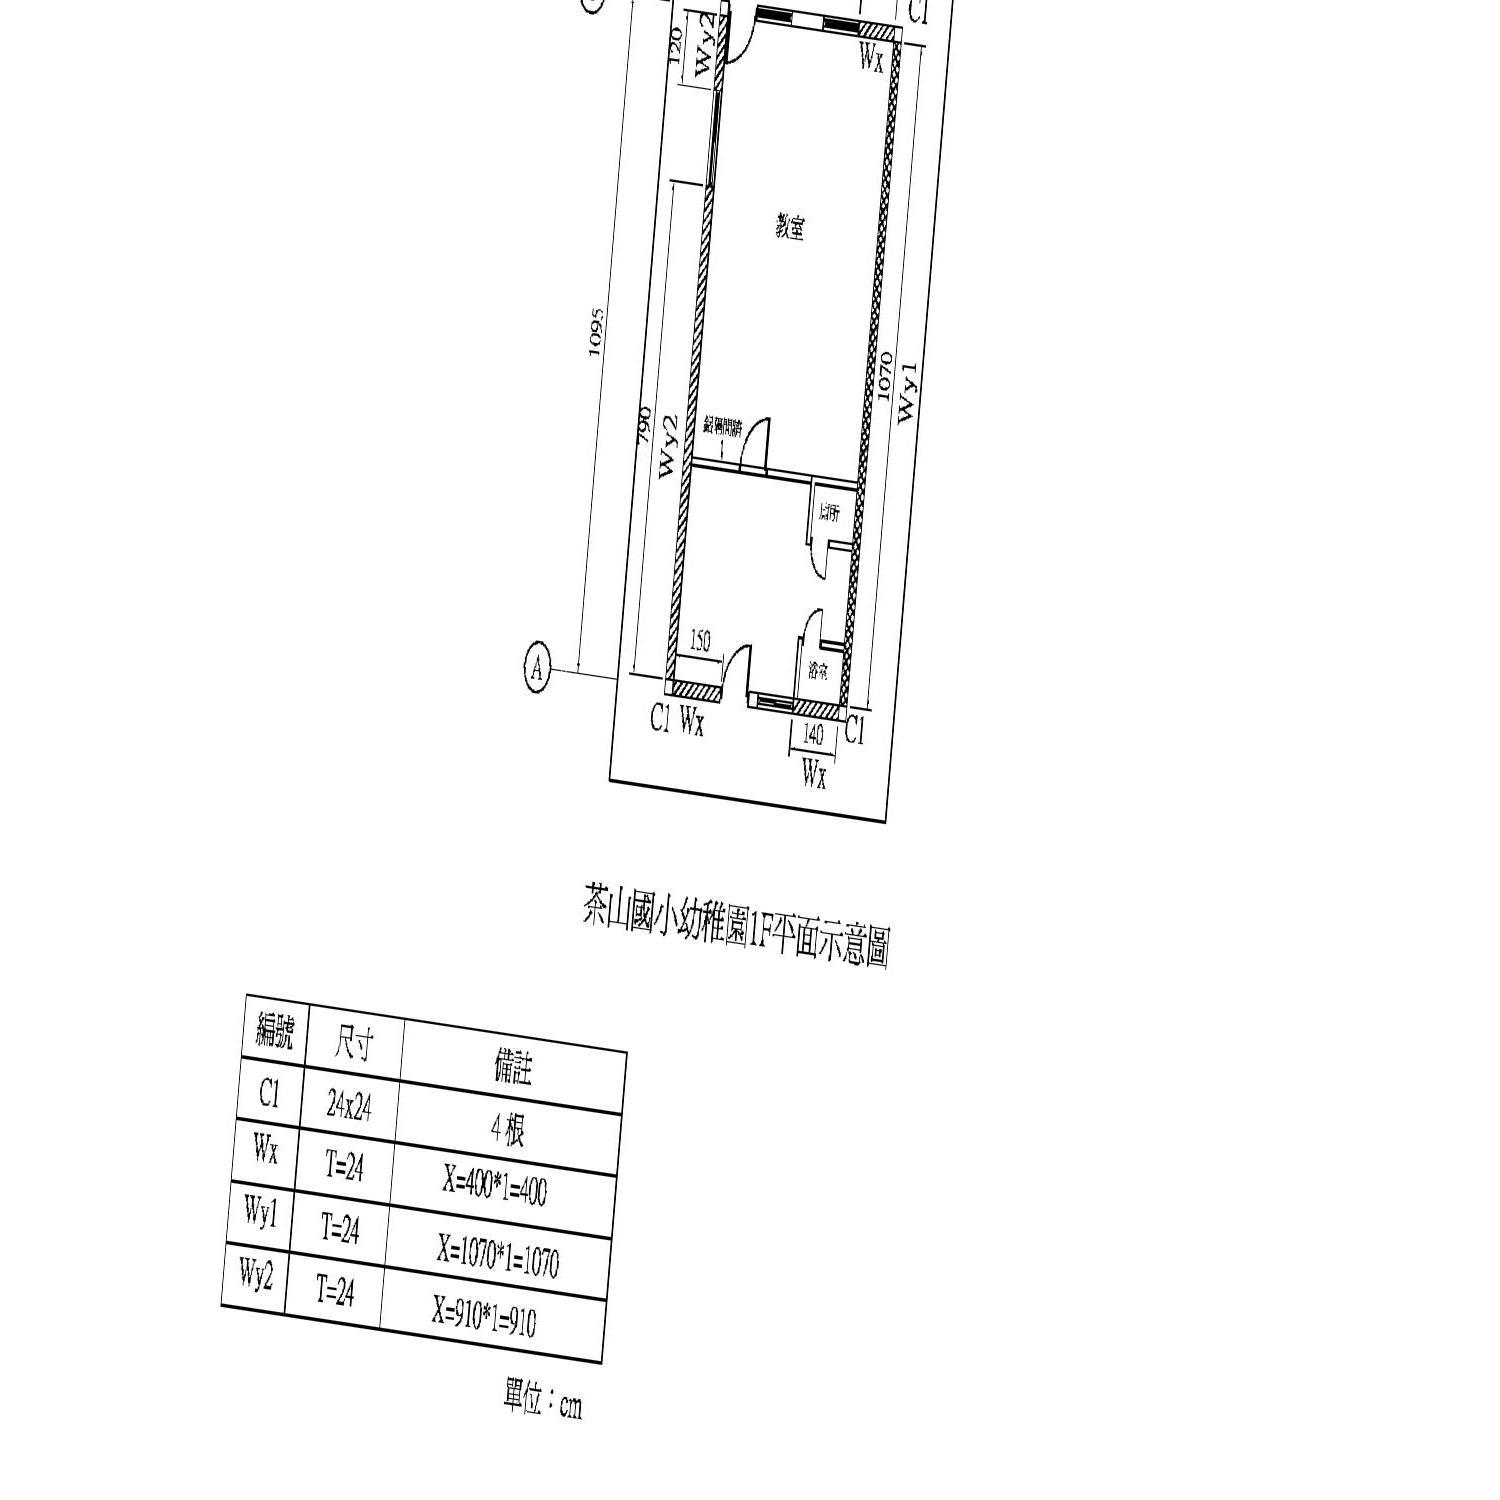 C1
120
Wy2
Wx
教室
1095
1070
Wy1
790
Wy2
鋁隔間牆
廁所
150
A
浴室
C1 Wx
140
C1
Wx
茶山國小幼稚園1F平面示意圖
編號 尺寸 備註
C1 24x24 4根
Wx T=24 X=400*1=400
Wy1 T=24 X=1070*1=1070
Wy2 T=24 X=910*1=910
單位：cm